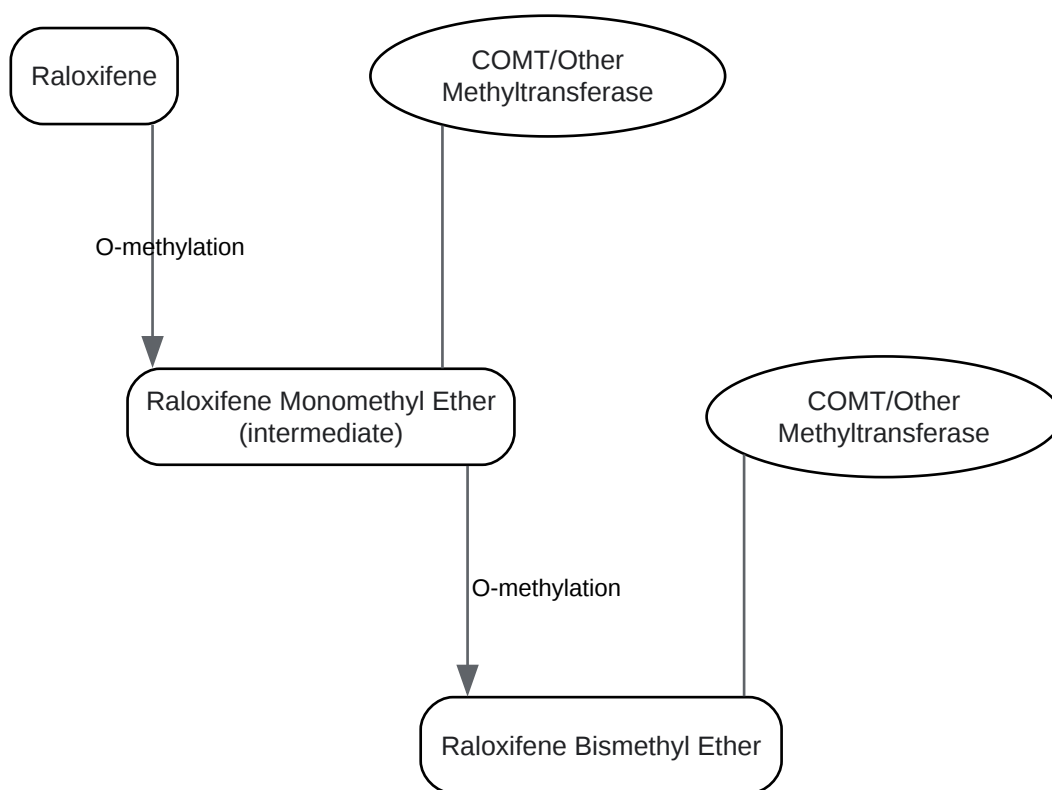 Raloxifene
COMT/Other
Methyltransferase
O-methylation
Raloxifene Monomethyl Ether
(intermediate)
COMT/Other
Methyltransferase
O-methylation
Raloxifene Bismethyl Ether